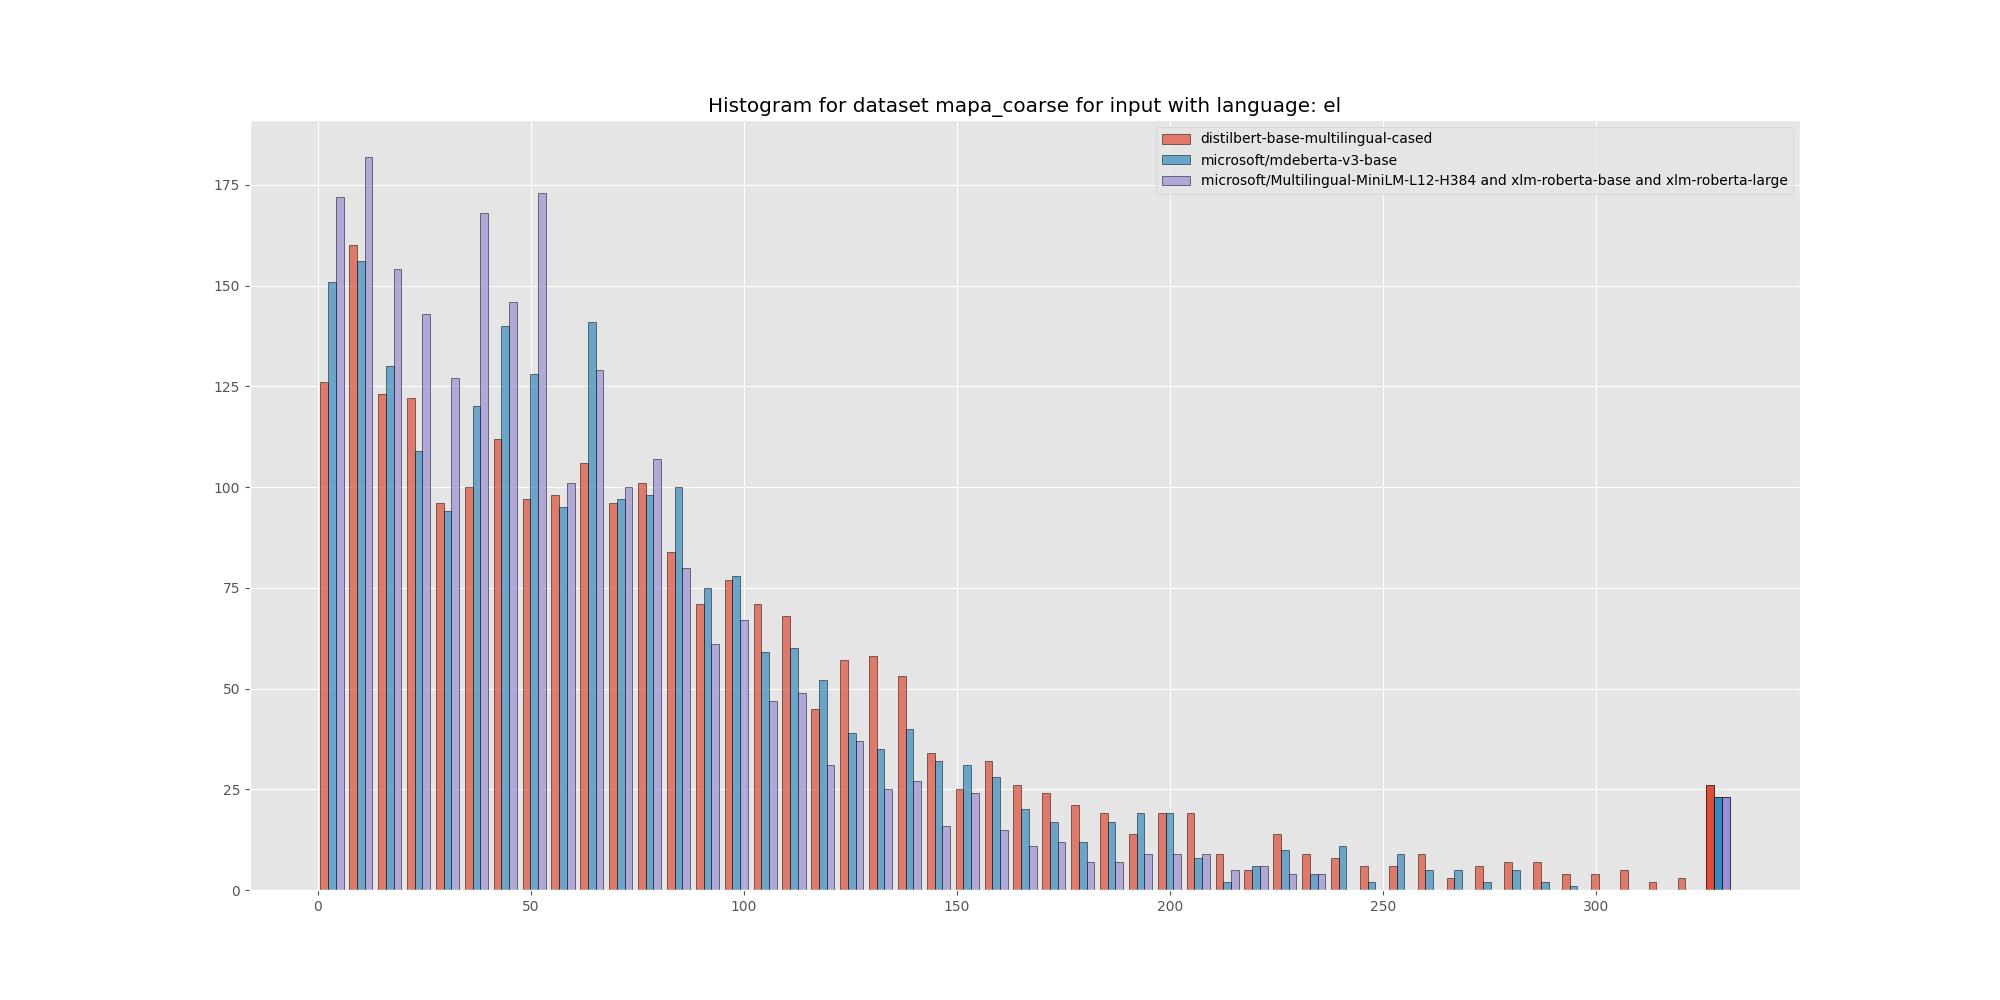 Histogram for dataset mapa_coarse for input with language: el
distilbert-base-multilingual-cased
microsoft/mdeberta-v3-base
microsoft/Multilingual-MiniLM-L12-H384 and xlm-roberta-base and xlm-roberta-large
175
150
125
100
75
50
25
0
0 50 100 150 200 250 300